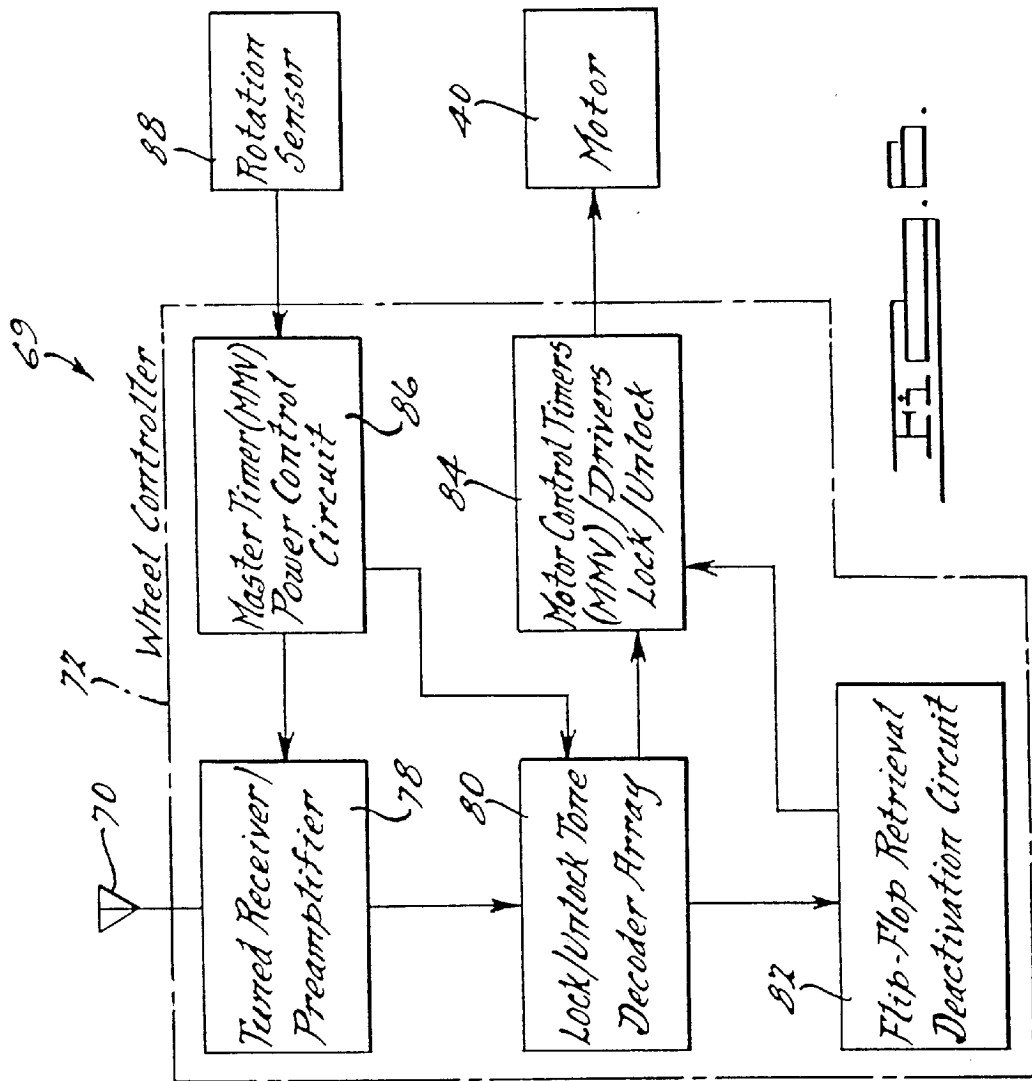 69
72
Wheel Controller
70
Tuned Receiver/
Preamplifier
78
Master Timer(MMV)
Power Control
Circuit
86
88
Rotation
Sensor
80
Lock/Unlock Tone
Decoder Array
84
Motor Control Timers
(MMV)/Drivers
Lock/Unlock
40
Motor
82
Flip-Flop Retrieval
Deactivation Circuit